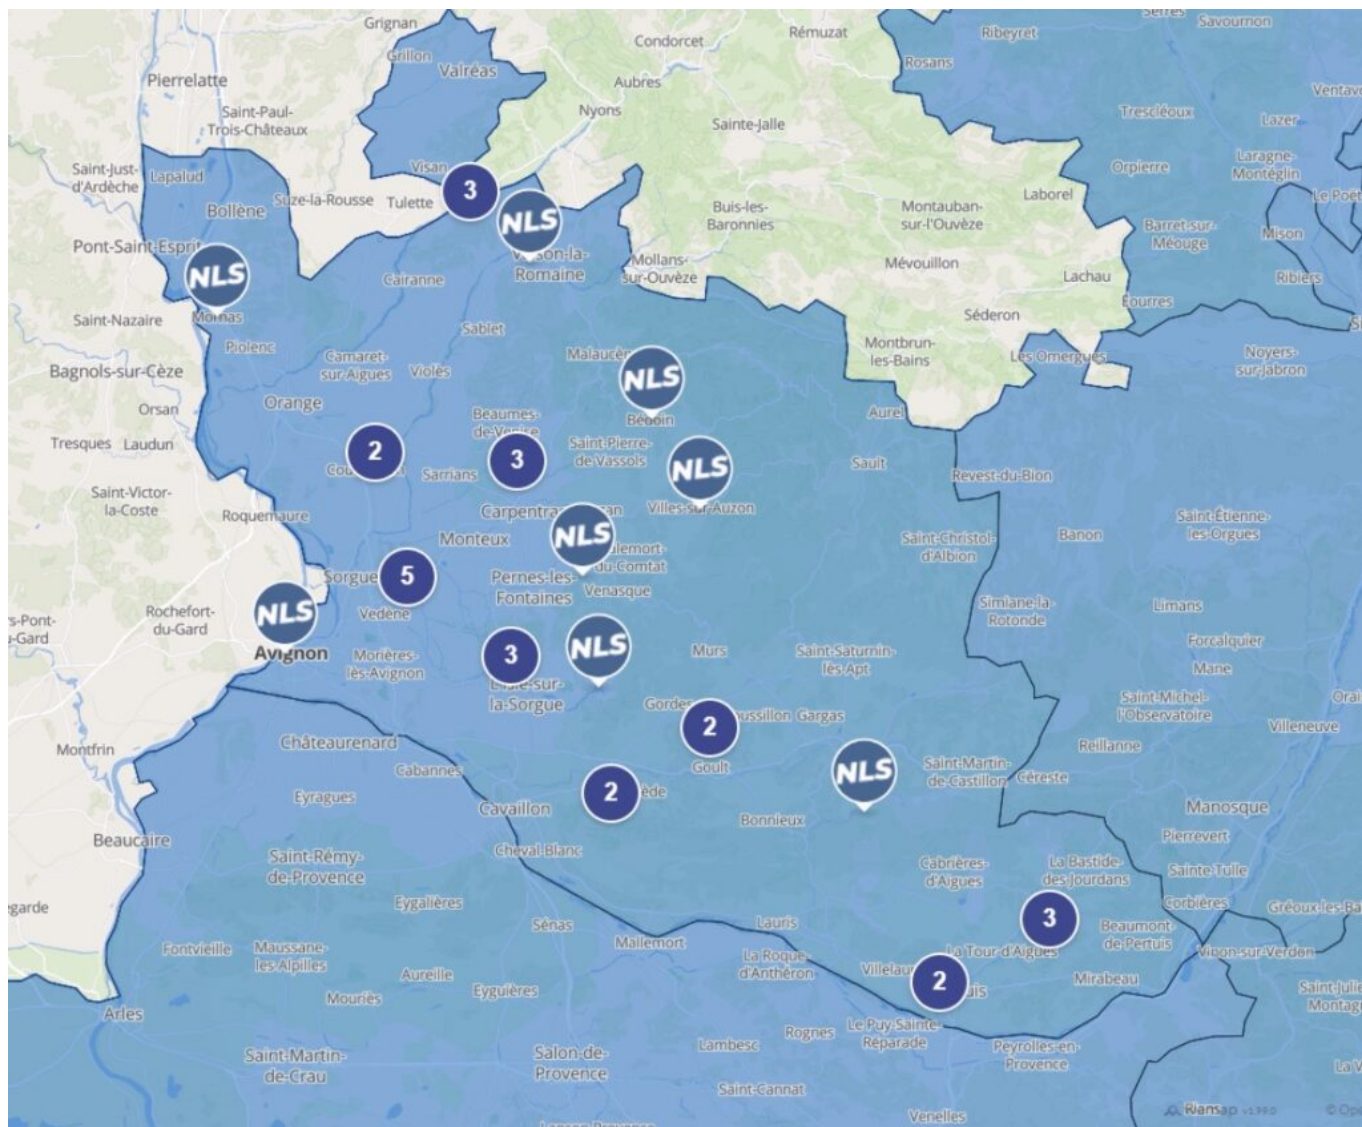 Grignan
Condorcet
Rémuzat
Ribeyret
Savournon
Grillon
Valréas
Rosans
Pierrelatte
Aubres
Nyons
Trescléoux
Lazer
Saint-Paul-
Trois-Châteaux
Sainte-Jalle
Saint-Just-
d'Ardèche
Lapalud
Visan
Orpierre
Laragne-
Montéglin
3
Suze-la-Rousse
Tulette
Bollène
NLS
Buis-les-
Baronnies
Montauban-
sur-l'Ouvèze
Laborel
Barret-sur-
Méouge
Mison
Pont-Saint-Esprit
NLS
Romaine
Mollans-
sur-Ouvèze
Mévouillon
Lachau
Ribiers
Cairanne
Éourres
Saint-Nazaire
Mornas
Séderon
Sablet
Piolenc
Camaret-
sur-Aigues
Violès
Montbrun-
les-Bains
Les Omergues
Noyers-
sur-Jabron
Bagnols-sur-Cèze
NLS
Orange
Orsan
Beaumes-
de-Venise
Bédoin
Aurel
Tresques
Laudun
2
3
Saint-Pierre-
de-Vassols
NLS
Sault
Revest-du-Bion
Sarrians
Saint-Victor-
la-Coste
Roquemaure
Villes-sur-Auzon
Saint-Étienne-
les-Orgues
Monteux
NLS
Saint-Christol-
d'Albion
Banon
Sorgue
5
Pernes-les-
Fontaines
du-Comtat
Venasque
Rochefort-
du-Gard
NLS
Vedène
Simiane-la-
Rotonde
Limans
Avignon
Morières-
lès-Avignon
3
NLS
Murs
Saint-Saturnin-
lès-Apt
Forcalquier
Mane
L'Isle-sur-
la-Sorgue
Gordes
2
Gargas
Saint-Michel-
l'Observatoire
Villeneuve
Montfrin
Châteaurenard
Cabannes
Goult
NLS
Saint-Martin-
de-Castillon
Reillanne
Céreste
Eyragues
Cavaillon
2
Bonnieux
Manosque
Beaucaire
Saint-Rémy-
de-Provence
Cheval-Blanc
Cabrières-
d'Aigues
La Bastide-
des-Jourdans
Pierrevert
Sainte-Tulle
Eygalières
Sénas
Lauris
3
Corbières
Beaumont-
de-Pertuis
Fontvieille
Maussane-
les-Alpilles
Mallemort
La Roque-
d'Anthéron
La Tour-d'Aigues
Vinon-sur-Verdon
Aureille
Mouriès
Eyguières
2
Mirabeau
Arles
Rognes
Le Puy-Sainte-
Réparade
Saint-Martin-
de-Crau
Salon-de-
Provence
Lambesc
Peyrolles-en-
Provence
Saint-Cannat
Venelles
Rians